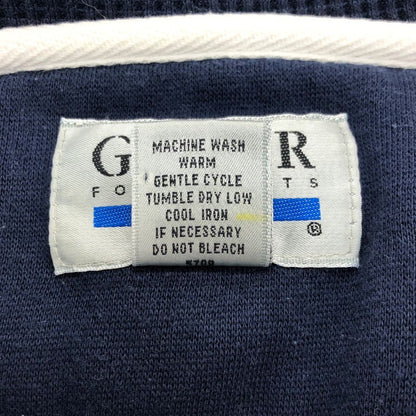 G R
FO TS
MACHINE WASH
WARM
GENTLE CYCLE
TUMBLE DRY LOW
COOL IRON
IF NECESSARY
DO NOT BLEACH
®